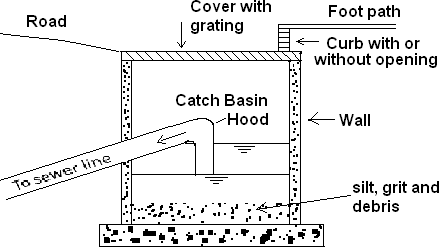 Road
Cover with
grating
Foot path
Curb with or
without opening
Catch Basin
Hood
Wall
To sewer line
silt, grit and
debris